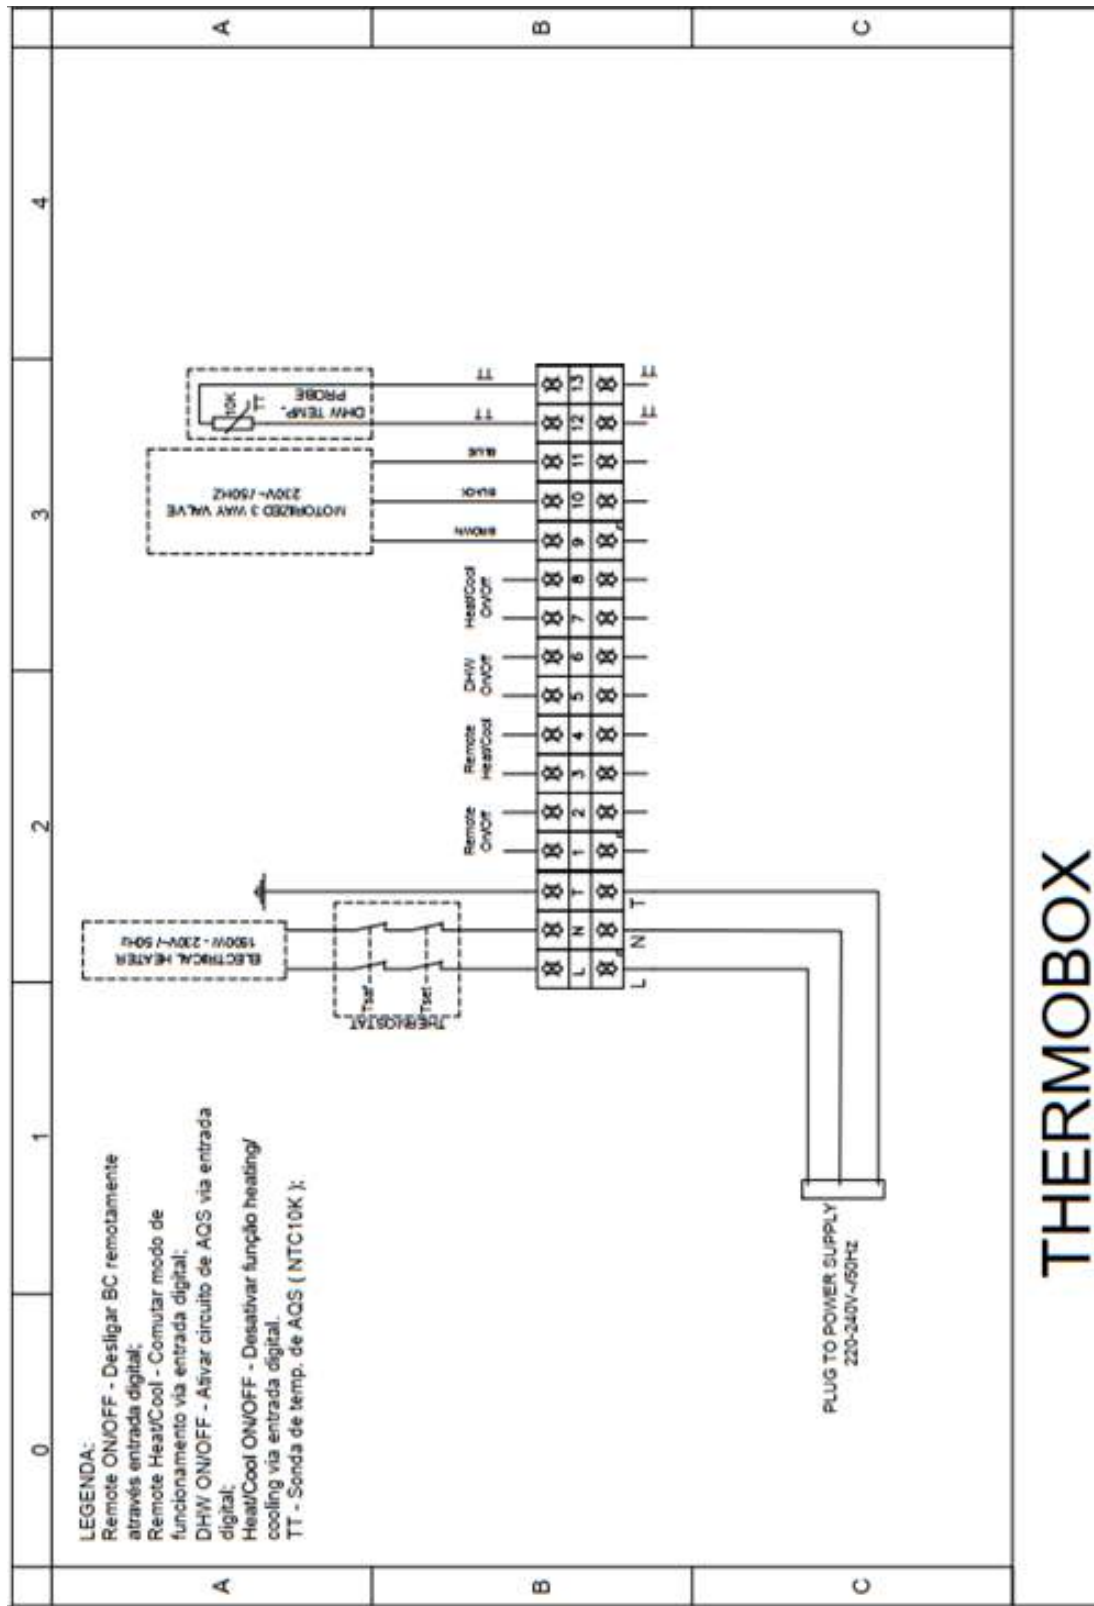 0 1 2 3 4
A
B
C
A
B
C
LEGENDA:
Remote ON/OFF - Desligar BC remotamente
através entrada digital;
Remote Heat/Cool - Comutar modo de
funcionamento via entrada digital;
DHW ON/OFF - Ativar circuito de AQS via entrada
digital;
Heat/Cool ON/OFF - Desativar função heating/
cooling via entrada digital.
TT - Sonda de temp. de AQS ( NTC10K );
ELECTRICAL HEATER
1500W - 230V~/ 50Hz
Tsaf
Tset
THERMOSTAT
MOTORIZED 3 WAY VALVE
230V~/50HZ
10K
TT
DHW TEMP.
PROBE
Remote
On/Off
Remote
Heat/Cool
DHW
On/Off
Heat/Cool
On/Off
BROWN
BLACK
BLUE
TT
TT
L N T 1 2 3 4 5 6 7 8 9 10 11 12 13
L N T
TT
TT
PLUG TO POWER SUPPLY
220-240V~/50HZ
THERMOBOX